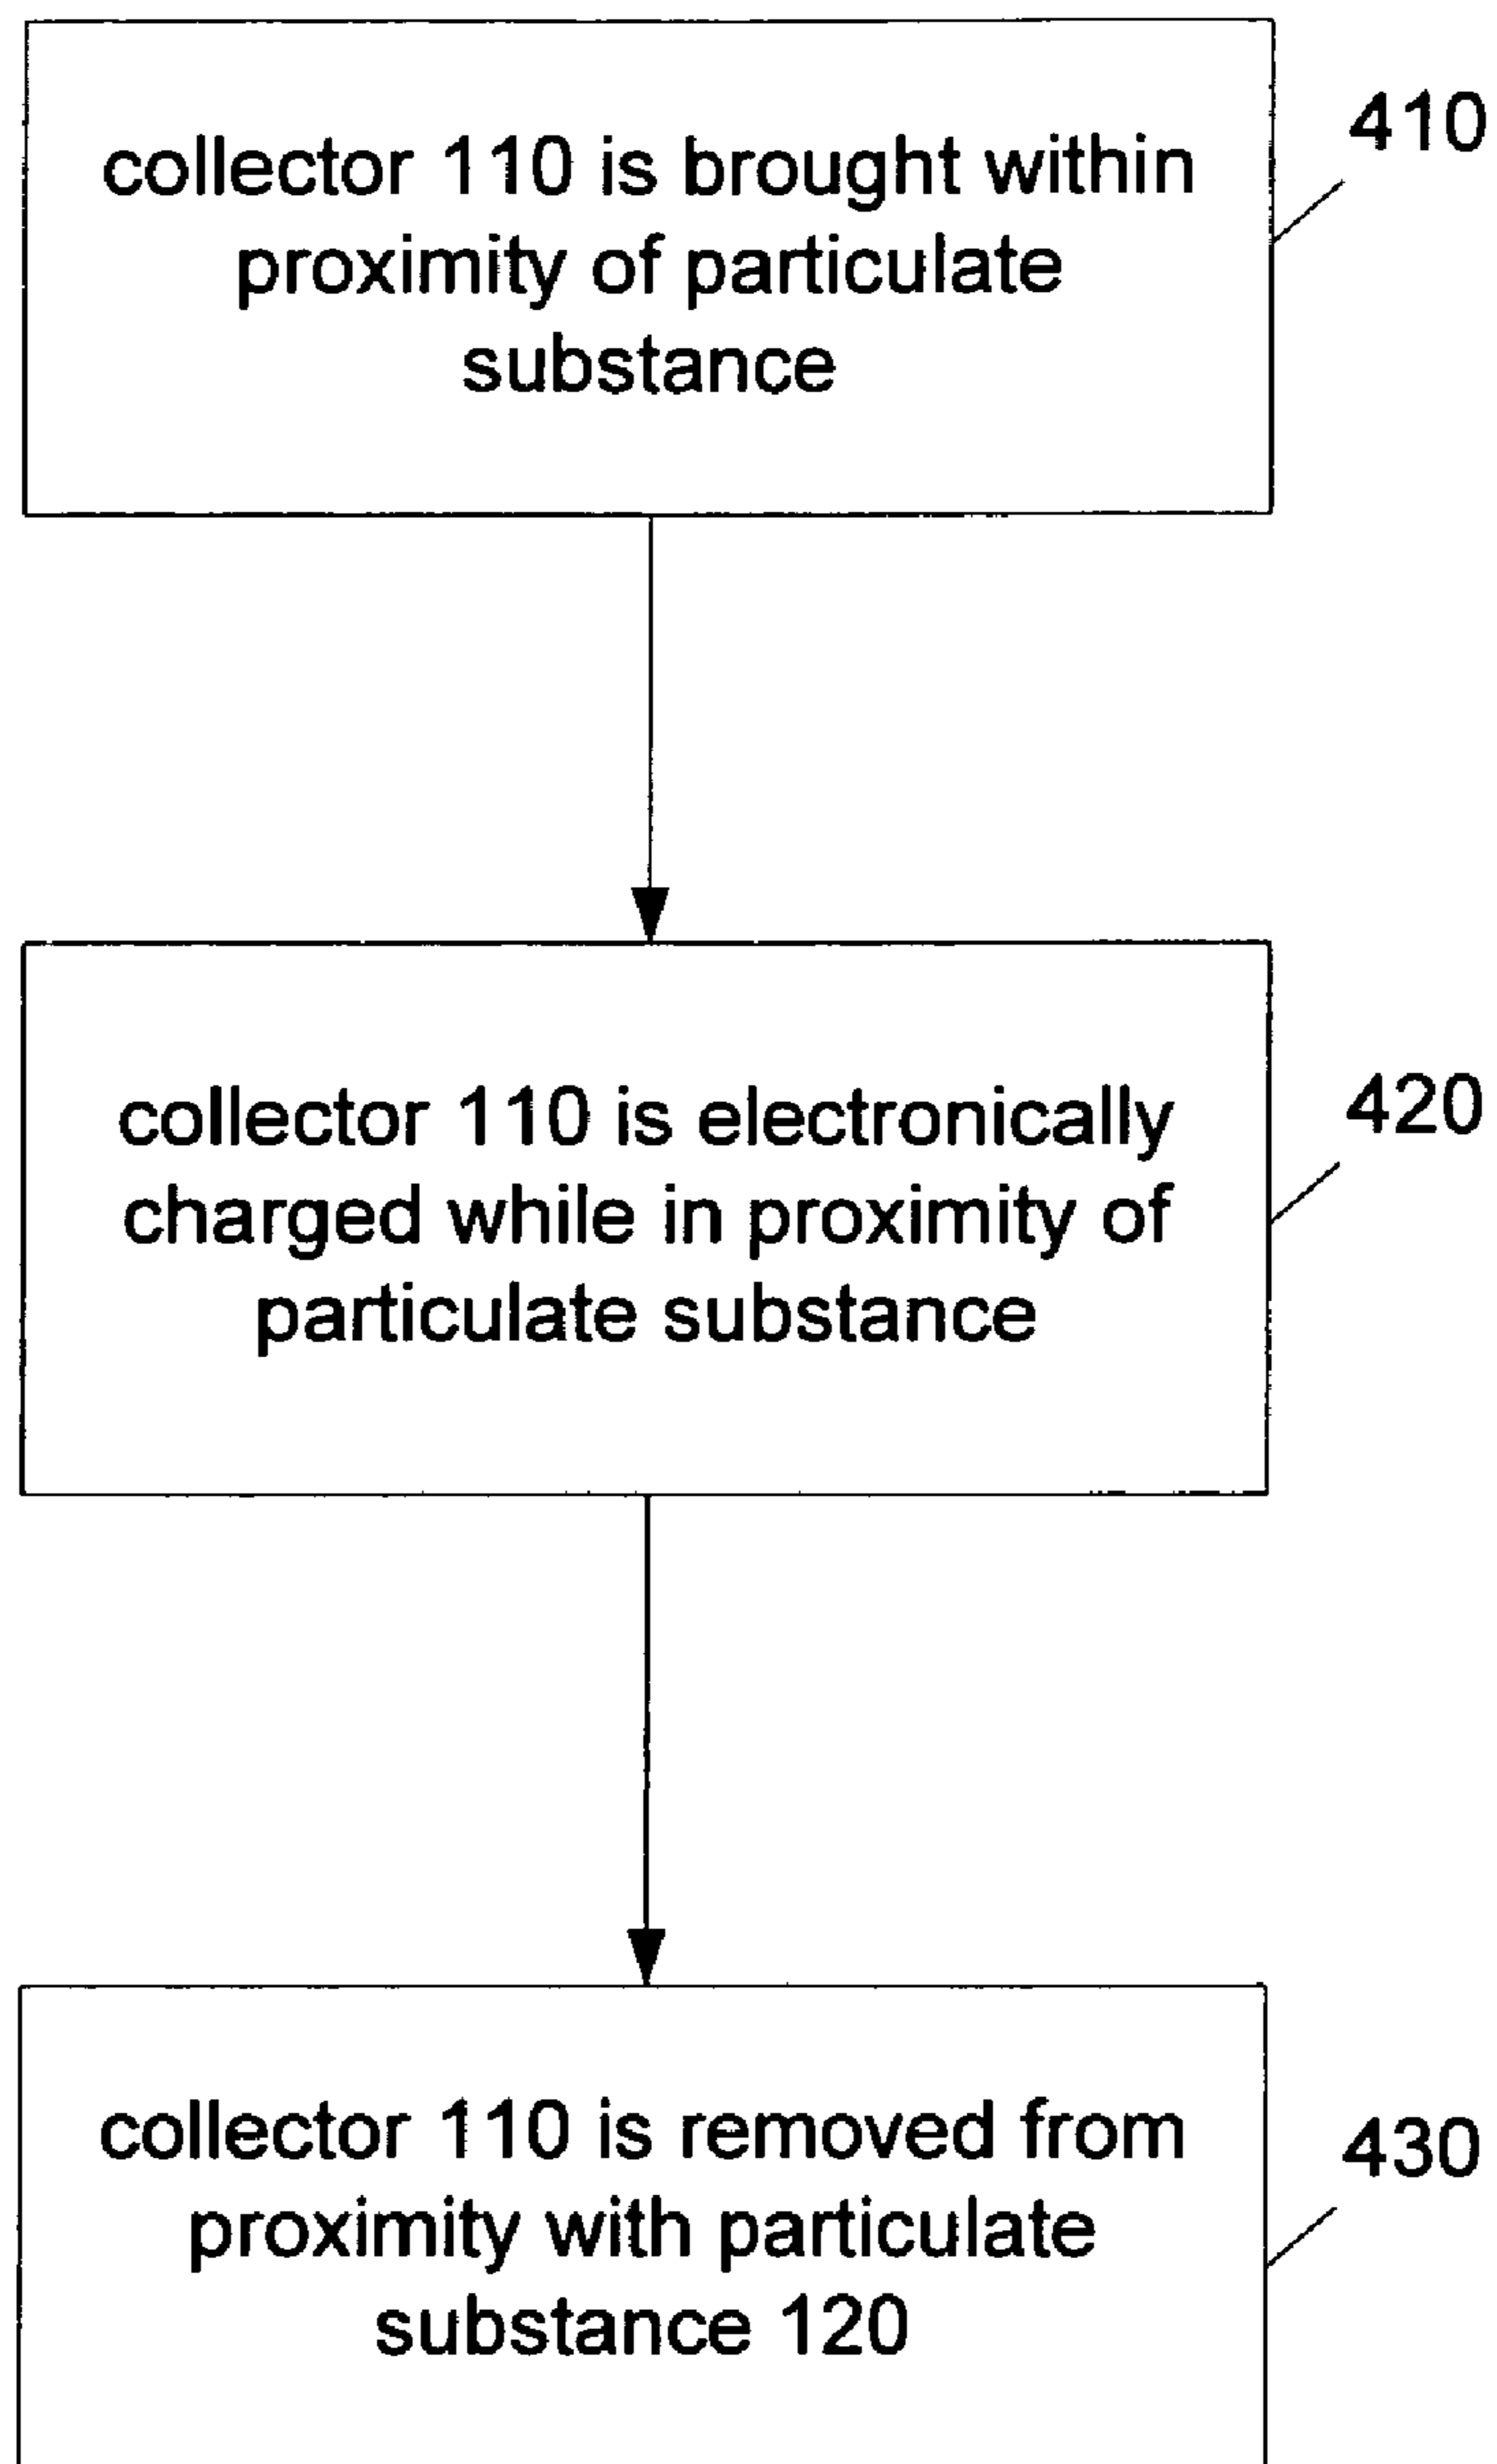 collector 110 is brought within
proximity of particulate
substance
410
collector 110 is electronically
charged while in proximity of
particulate substance
420
collector 110 is removed from
proximity with particulate
substance 120
430